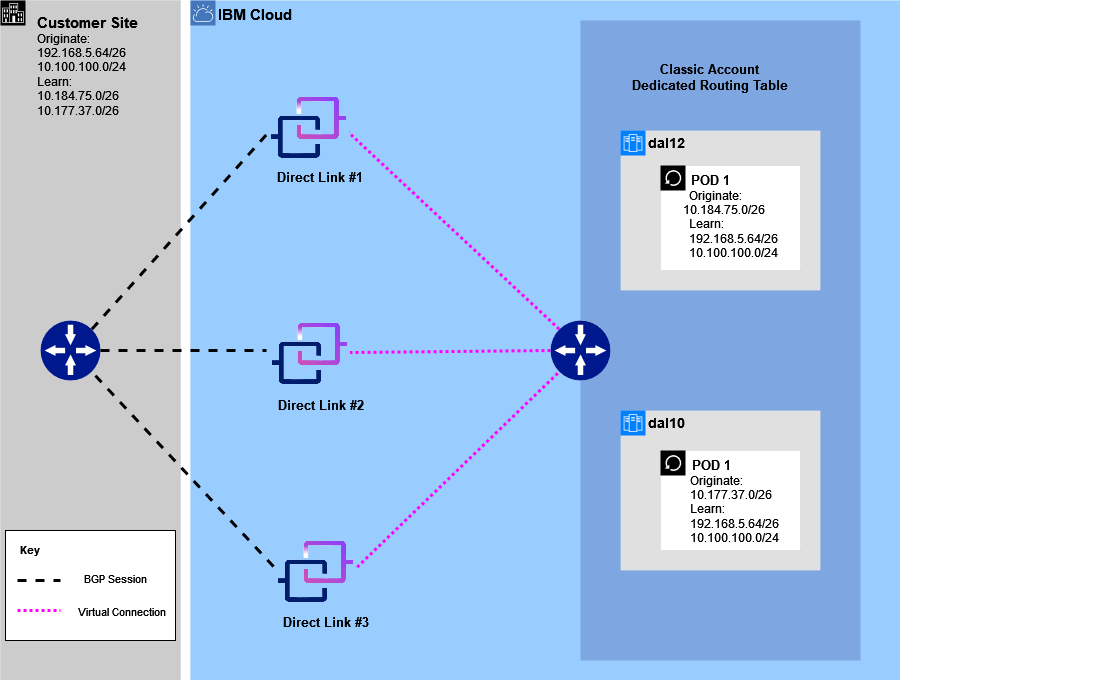 Customer Site
Originate:
192.168.5.64/26
10.100.100.0/24
Learn:
10.184.75.0/26
10.177.37.0/26
IBM Cloud
Classic Account
Dedicated Routing Table
Direct Link #1
Direct Link #2
Direct Link #3
dal12
POD 1
Originate:
10.184.75.0/26
Learn:
192.168.5.64/26
10.100.100.0/24
dal10
POD 1
Originate:
10.177.37.0/26
Learn:
192.168.5.64/26
10.100.100.0/24
Key
BGP Session
Virtual Connection